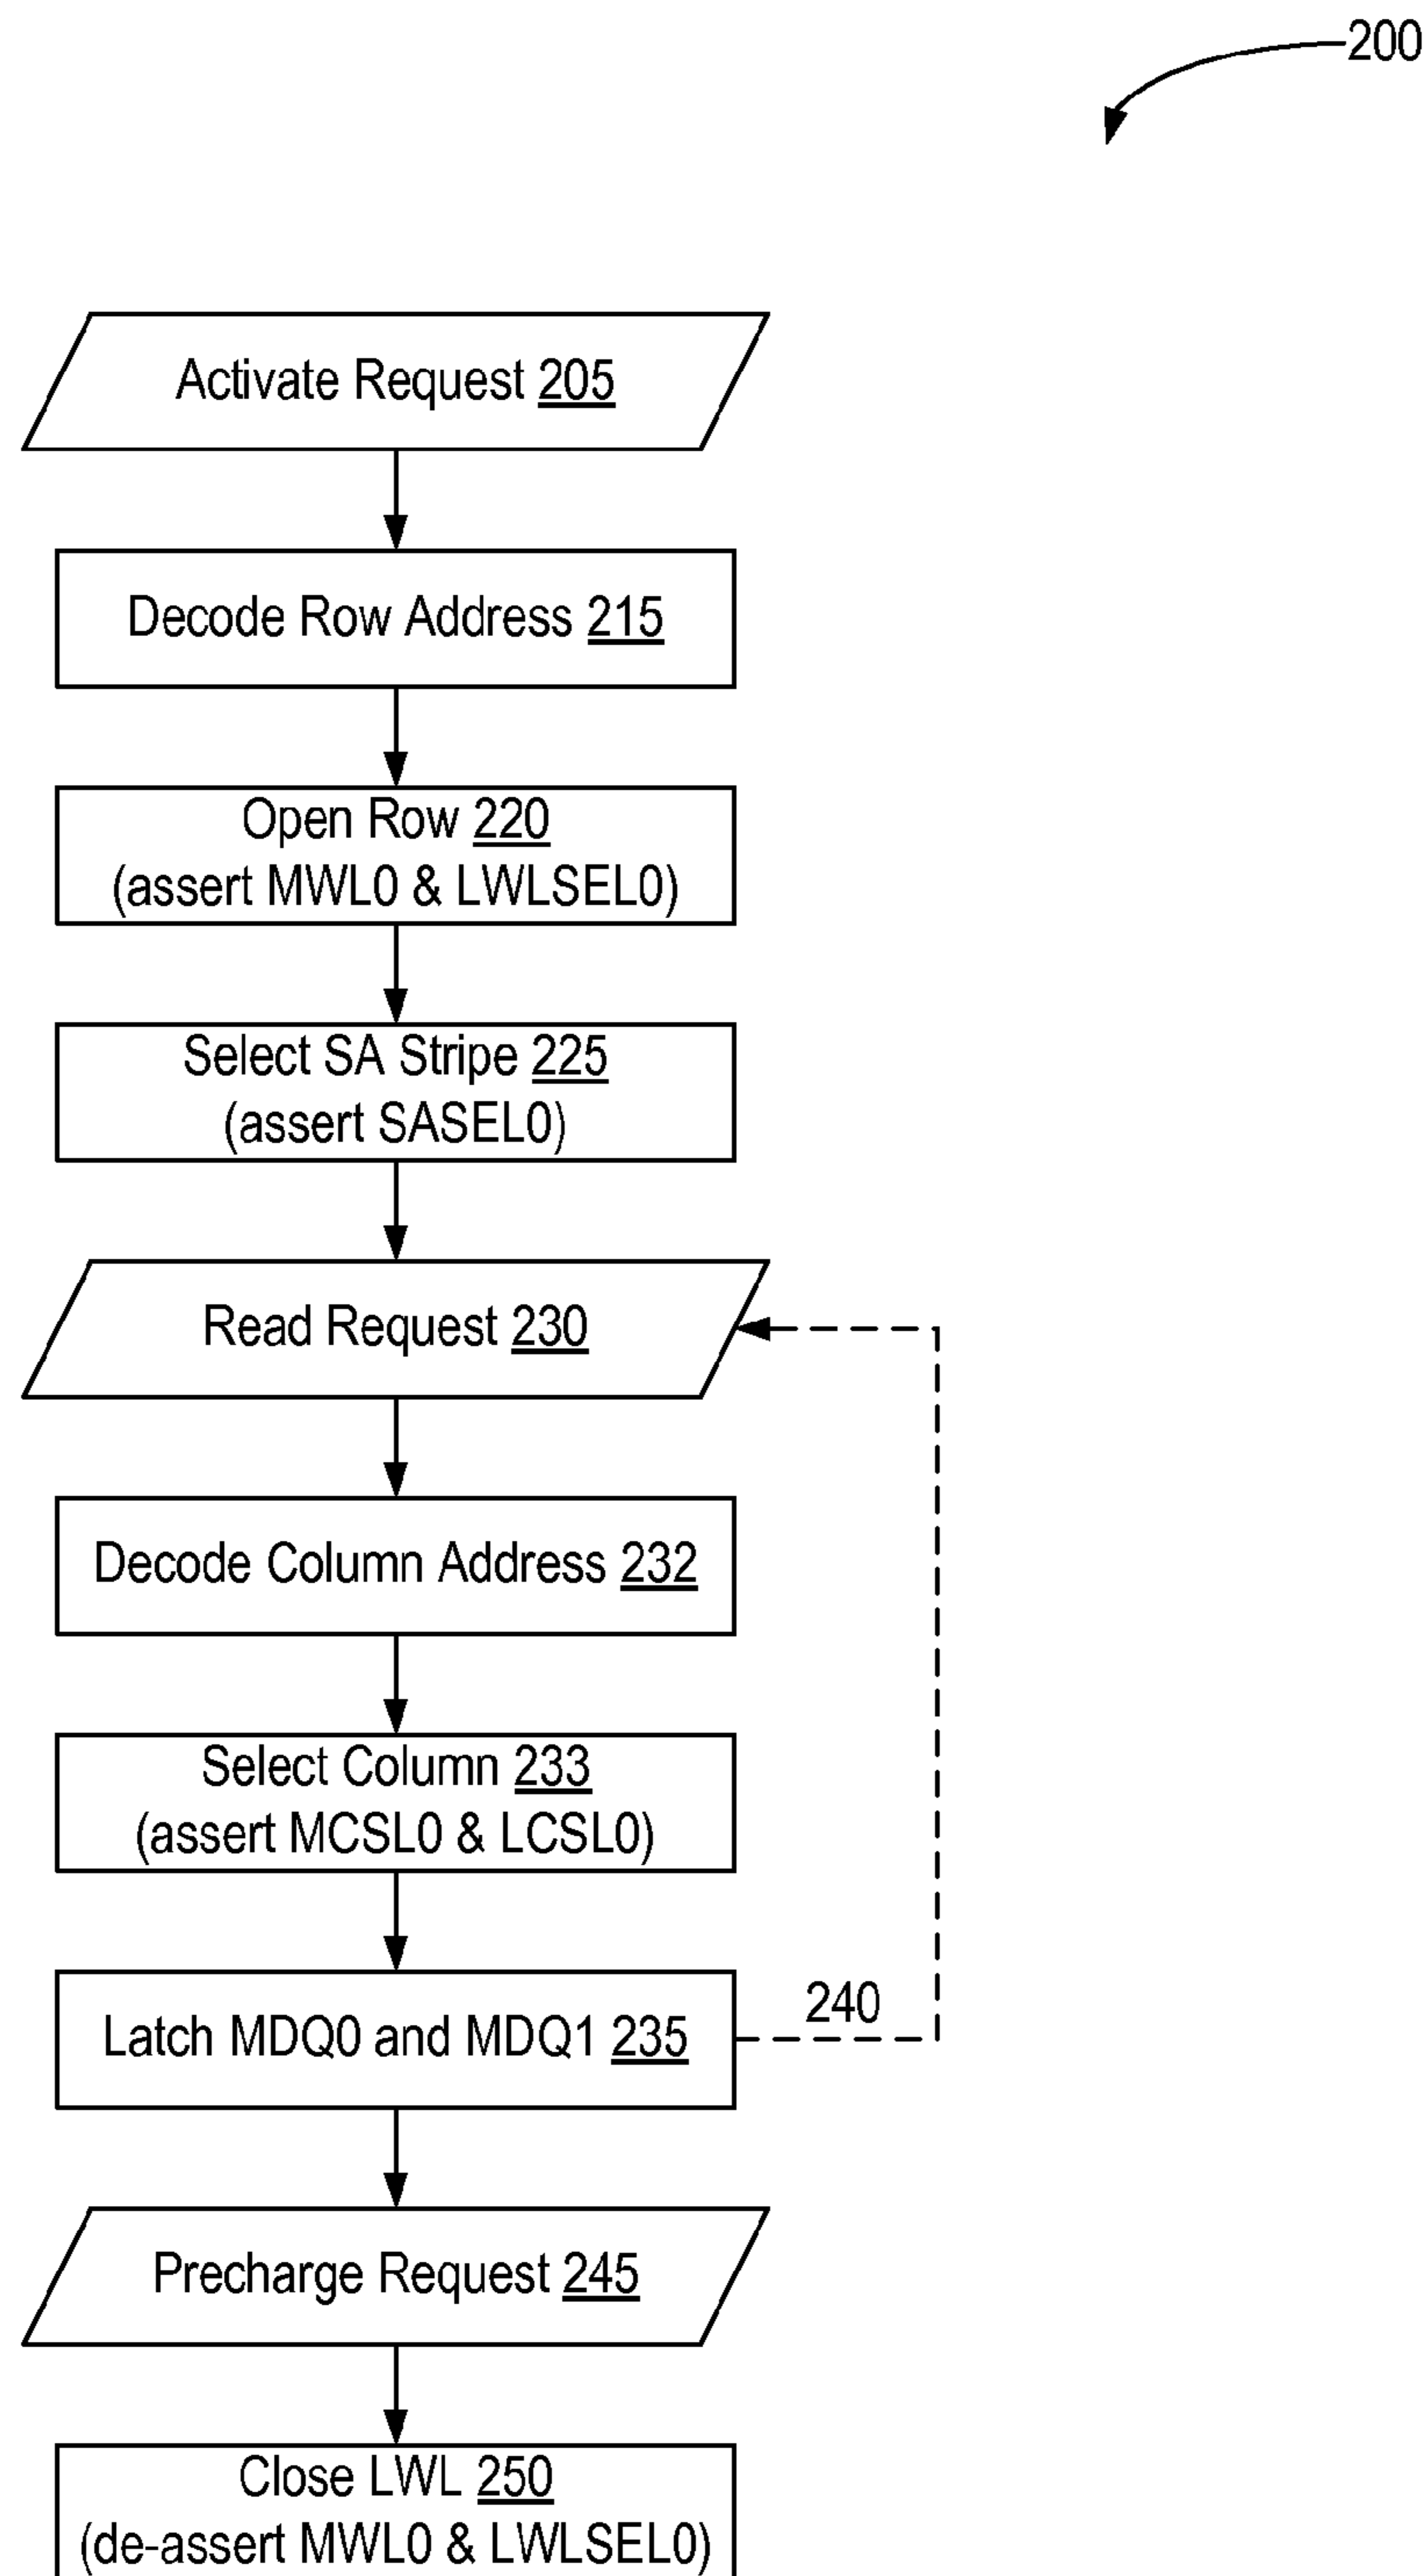 200
Activate Request 205
Decode Row Address 215
Open Row 220
(assert MWL0 & LWLSEL0)
Select SA Stripe 225
(assert SASEL0)
Read Request 230
Decode Column Address 232
Select Column 233
(assert MCSL0 & LCSL0)
240
Latch MDQ0 and MDQ1 235
Precharge Request 245
Close LWL 250
(de-assert MWL0 & LWLSEL0)